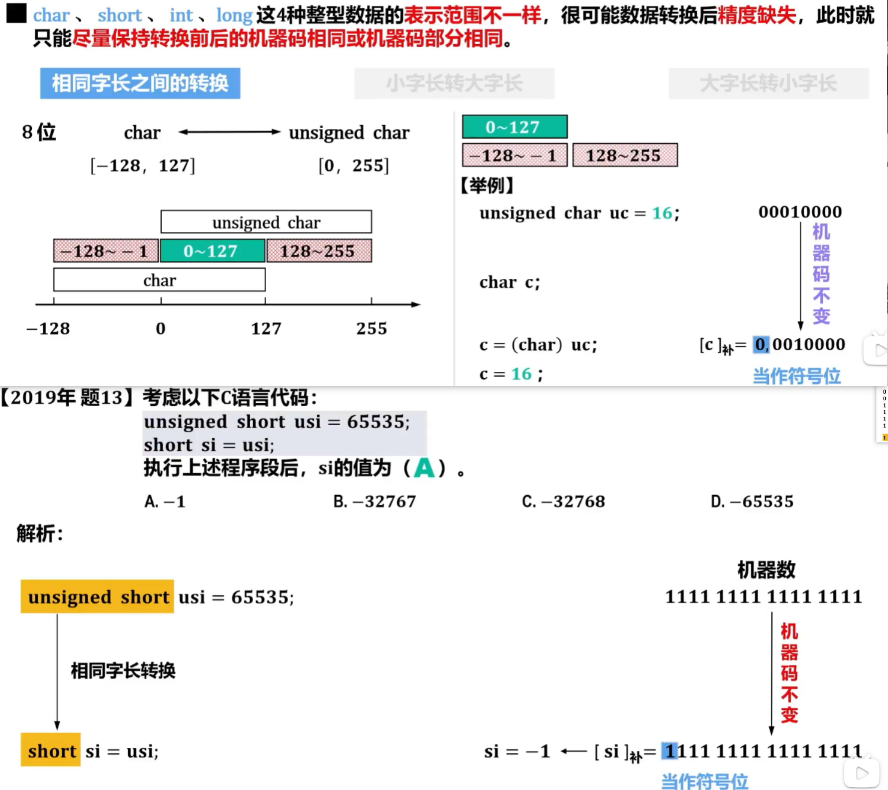 char 、 short 、 int 、long 这4种整型数据的表示范围不一样，很可能数据转换后精度缺失，此时就
只能尽量保持转换前后的机器码相同或机器码部分相同。
相同字长之间的转换
小字长转大字长
大字长转小字长
8 位
char
unsigned char
[−128，127]
[0，255]
unsigned char
−128~ − 1
0~127
128~255
char
−128
0
127
255
0~127
−128~ − 1
128~255
【举例】
unsigned char uc = 16;
00010000
机器码不变
char c;
c = (char) uc;
[c ]补= 0,0010000
c = 16 ;
当作符号位
【2019年 题13】考虑以下C语言代码：
unsigned short usi = 65535;
short si = usi;
执行上述程序段后，si的值为（A）。
A. −1
B. −32767
C. −32768
D. −65535
解析：
机器数
unsigned short usi = 65535;
1111 1111 1111 1111
相同字长转换
机器码不变
short si = usi;
si = −1 ← [ si ]补= 1111 1111 1111 1111
当作符号位